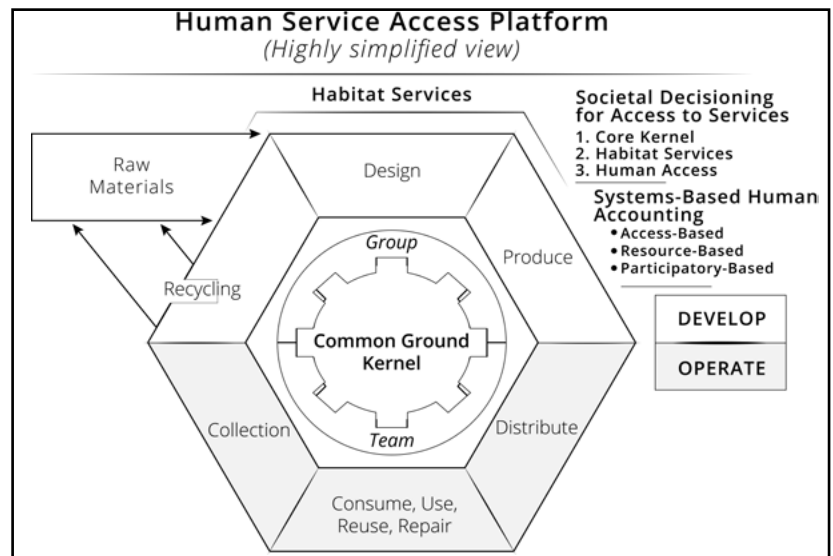 Human Service Access Platform
(Highly simplified view)
Habitat Services
Societal Decisioning
for Access to Services
1. Core Kernel
2. Habitat Services
3. Human Access
Systems-Based Human
Accounting
• Access-Based
• Resource-Based
• Participatory-Based
DEVELOP
OPERATE
Raw
Materials
Design
Produce
Recycling
Group
Common Ground
Kernel
Team
Collection
Distribute
Consume, Use,
Reuse, Repair